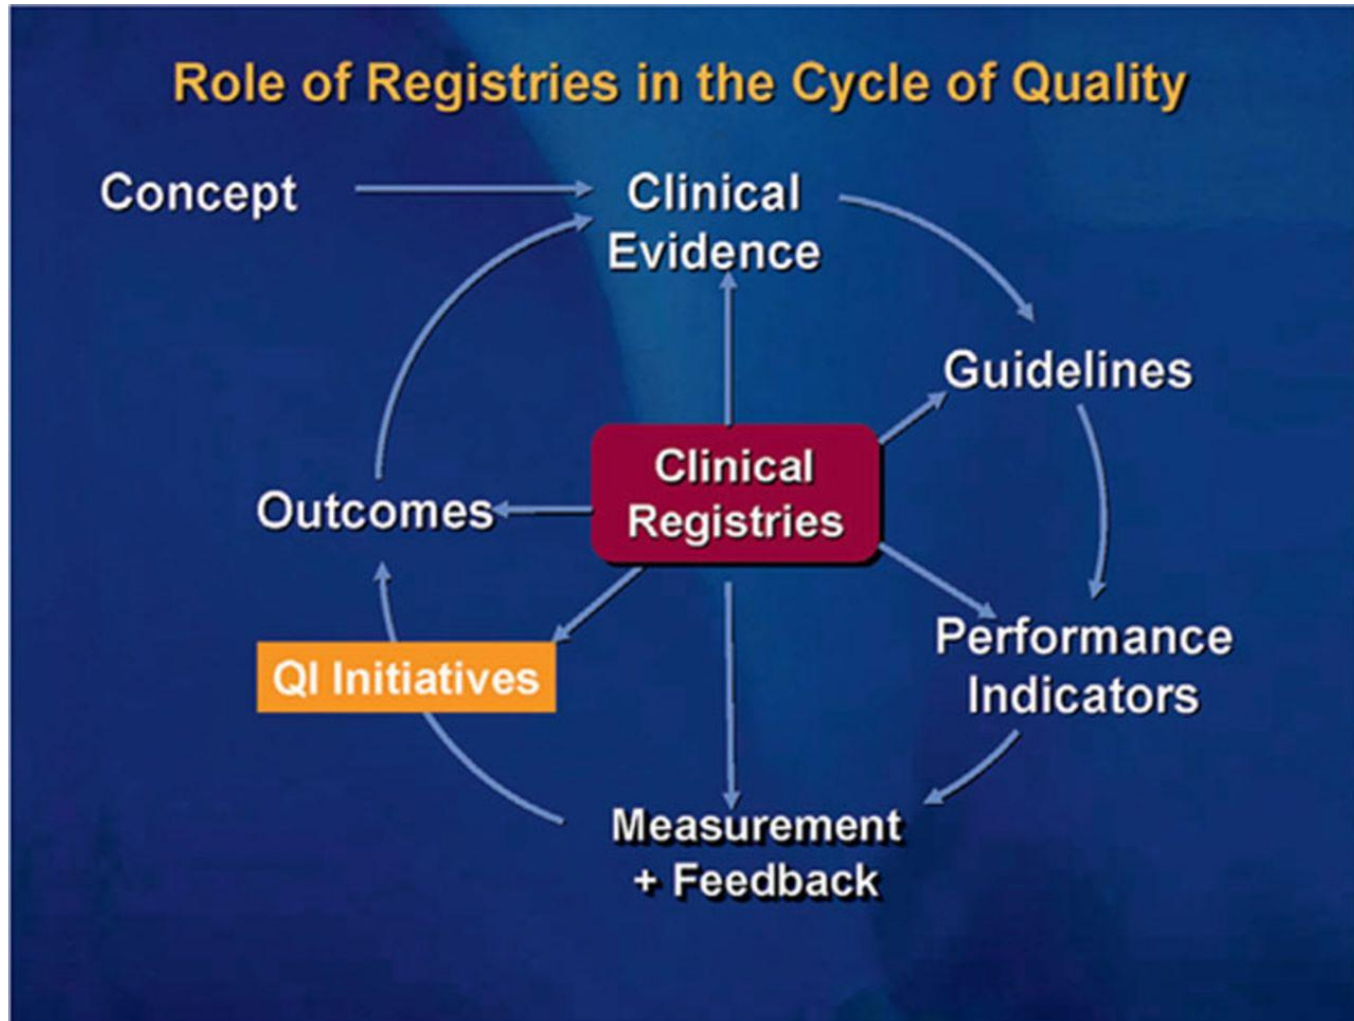 Role of Registries in the Cycle of Quality
Concept
Clinical
Evidence
Guidelines
Clinical
Registries
Outcomes
Performance
Indicators
QI Initiatives
Measurement
+ Feedback